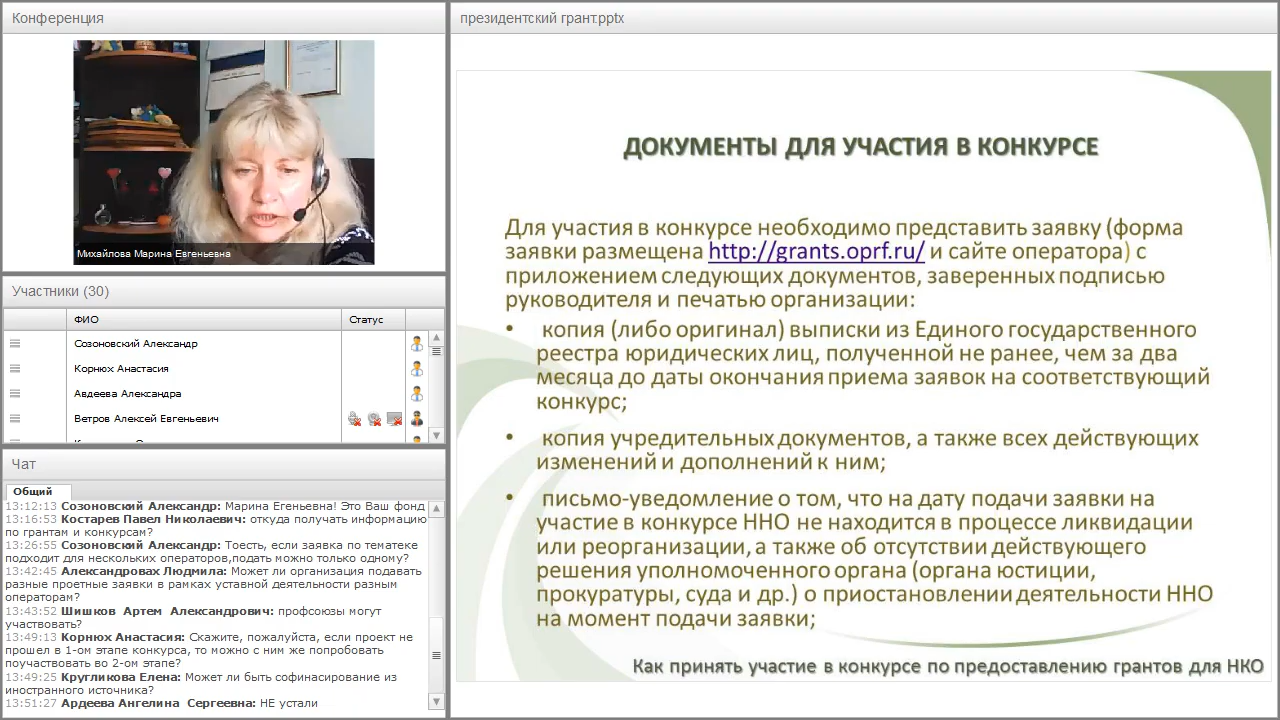 Конференция
Михайлова Марина Евгеньевна
Участники (30)
ФИО
Статус
Созоновский Александр
Корнюх Анастасия
Авдеева Александра
Ветров Алексей Евгеньевич
Чат
Общий
13:12:13 Созоновский Александр: Марина Егеньевна! Это Ваш фонд
13:16:53 Костарев Павел Николаевич: откуда получать информацию
по грантам и конкурсам?
13:26:55 Созоновский Александр: Тоесть, если заявка по тематеке
подходит для нескольких операторов,подать можно только одному?
13:42:45 Александровах Людмила: Может ли организация подавать
разные проетные заявки в рамках уставной деятельности разным
операторам?
13:43:52 Шишков Артем Александрович: профсоюзы могут
участвовать?
13:49:13 Корнюх Анастасия: Скажите, пожалуйста, если проект не
прошел в 1-ом этапе конкурса, то можно с ним же попробовать
поучаствовать во 2-ом этапе?
13:49:25 Кругликова Елена: Может ли быть софинасирование из
иностранного источника?
13:51:27 Ардеева Ангелина Сергеевна: НЕ устали
президентский грант.pptx
ДОКУМЕНТЫ ДЛЯ УЧАСТИЯ В КОНКУРСЕ
Для участия в конкурсе необходимо представить заявку (форма
заявки размещена http://grants.oprf.ru/ и сайте оператора) с
приложением следующих документов, заверенных подписью
руководителя и печатью организации:
• копия (либо оригинал) выписки из Единого государственного
реестра юридических лиц, полученной не ранее, чем за два
месяца до даты окончания приема заявок на соответствующий
конкурс;
• копия учредительных документов, а также всех действующих
изменений и дополнений к ним;
• письмо-уведомление о том, что на дату подачи заявки на
участие в конкурсе ННО не находится в процессе ликвидации
или реорганизации, а также об отсутствии действующего
решения уполномоченного органа (органа юстиции,
прокуратуры, суда и др.) о приостановлении деятельности ННО
на момент подачи заявки;
Как принять участие в конкурсе по предоставлению грантов для НКО